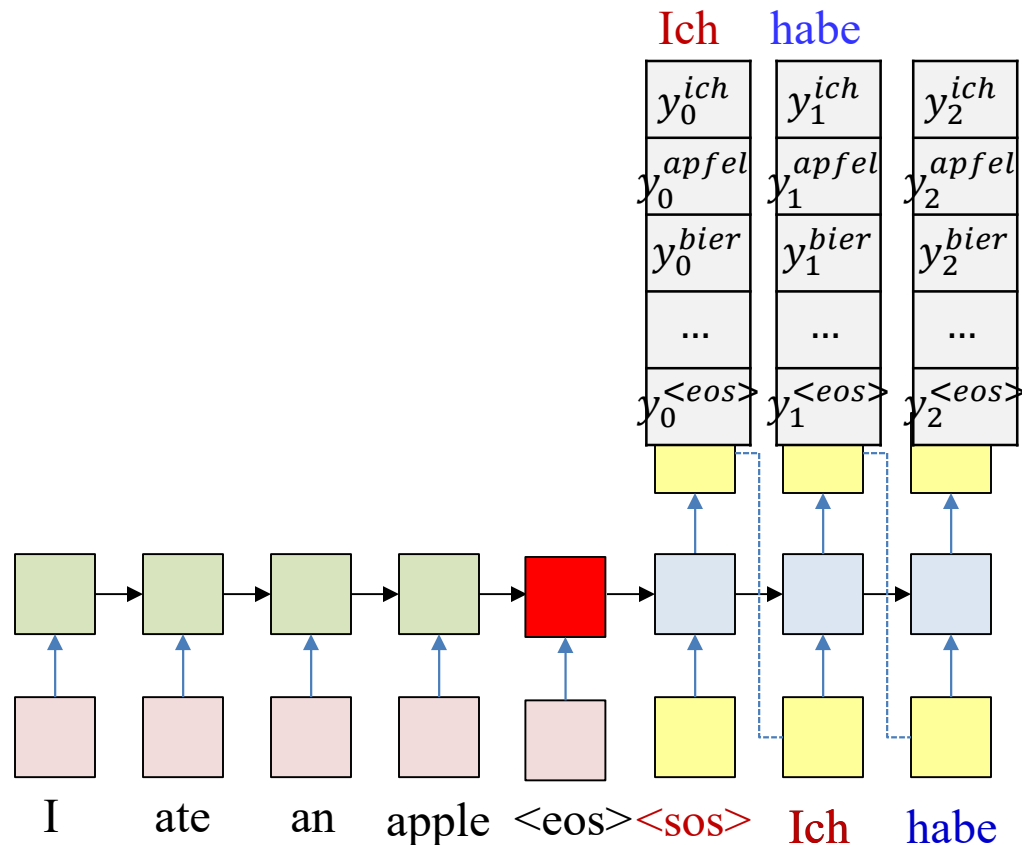 Ich habe
y_0^{ich} y_1^{ich} y_2^{ich}
y_0^{apfel} y_1^{apfel} y_2^{apfel}
y_0^{bier} y_1^{bier} y_2^{bier}
... ... ...
y_0^{<eos>} y_1^{<eos>} y_2^{<eos>}
I ate an apple <eos> <sos> Ich habe